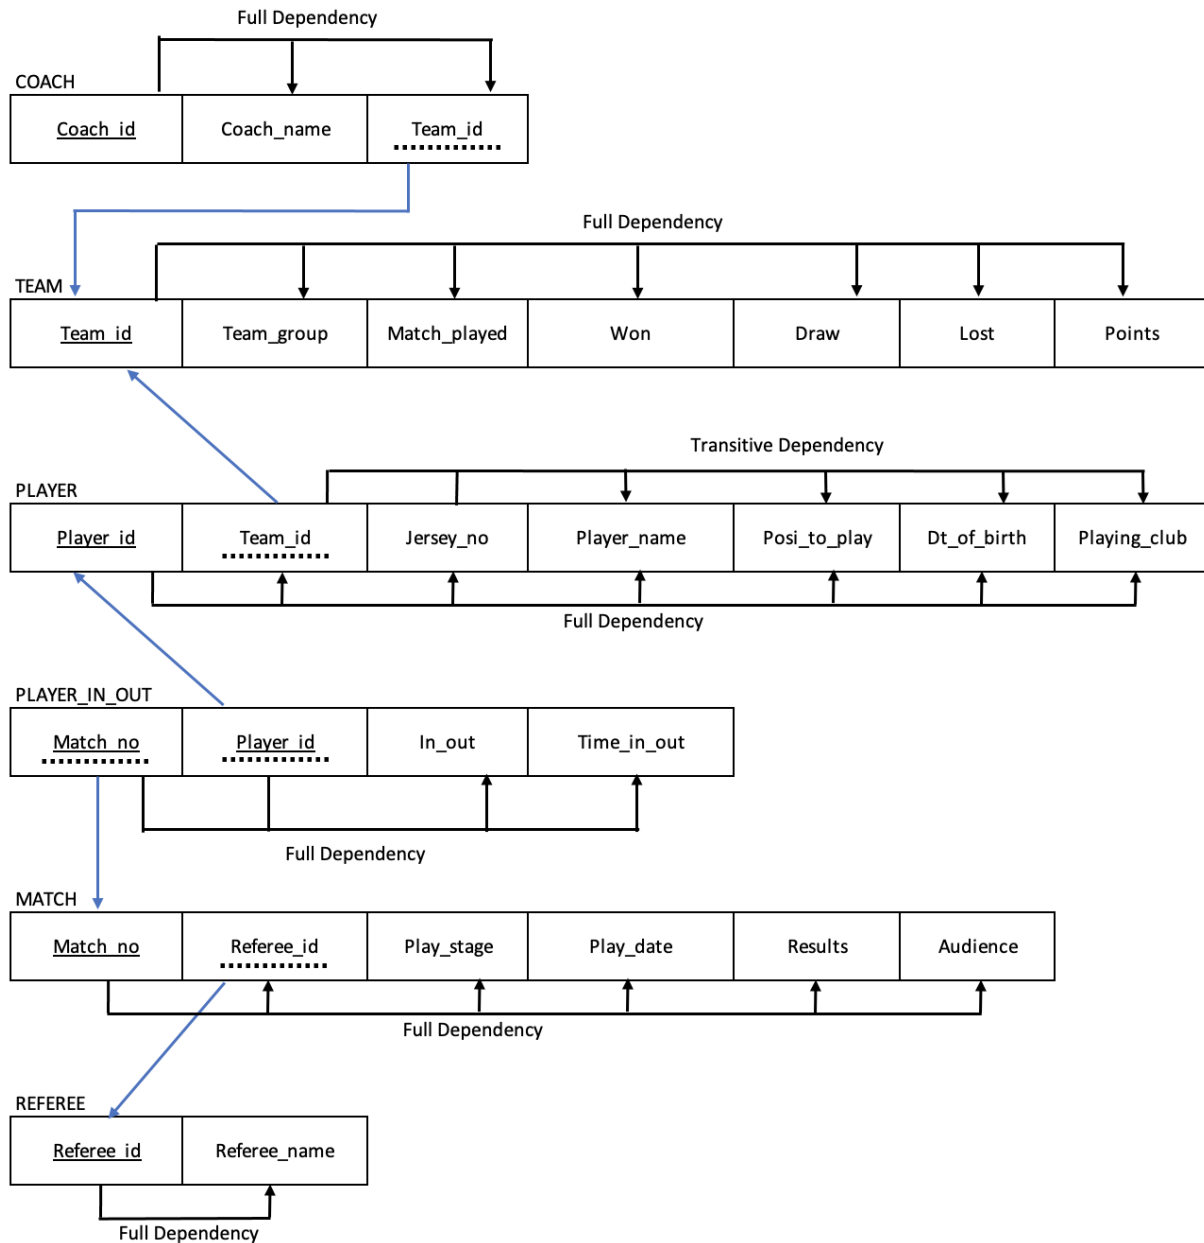 Full Dependency
COACH
Coach_id Coach_name Team_id
Full Dependency
TEAM
Team_id Team_group Match_played Won Draw Lost Points
Transitive Dependency
PLAYER
Player_id Team_id Jersey_no Player_name Posi_to_play Dt_of_birth Playing_club
Full Dependency
PLAYER_IN_OUT
Match_no Player_id In_out Time_in_out
Full Dependency
MATCH
Match_no Referee_id Play_stage Play_date Results Audience
Full Dependency
REFEREE
Referee_id Referee_name
Full Dependency